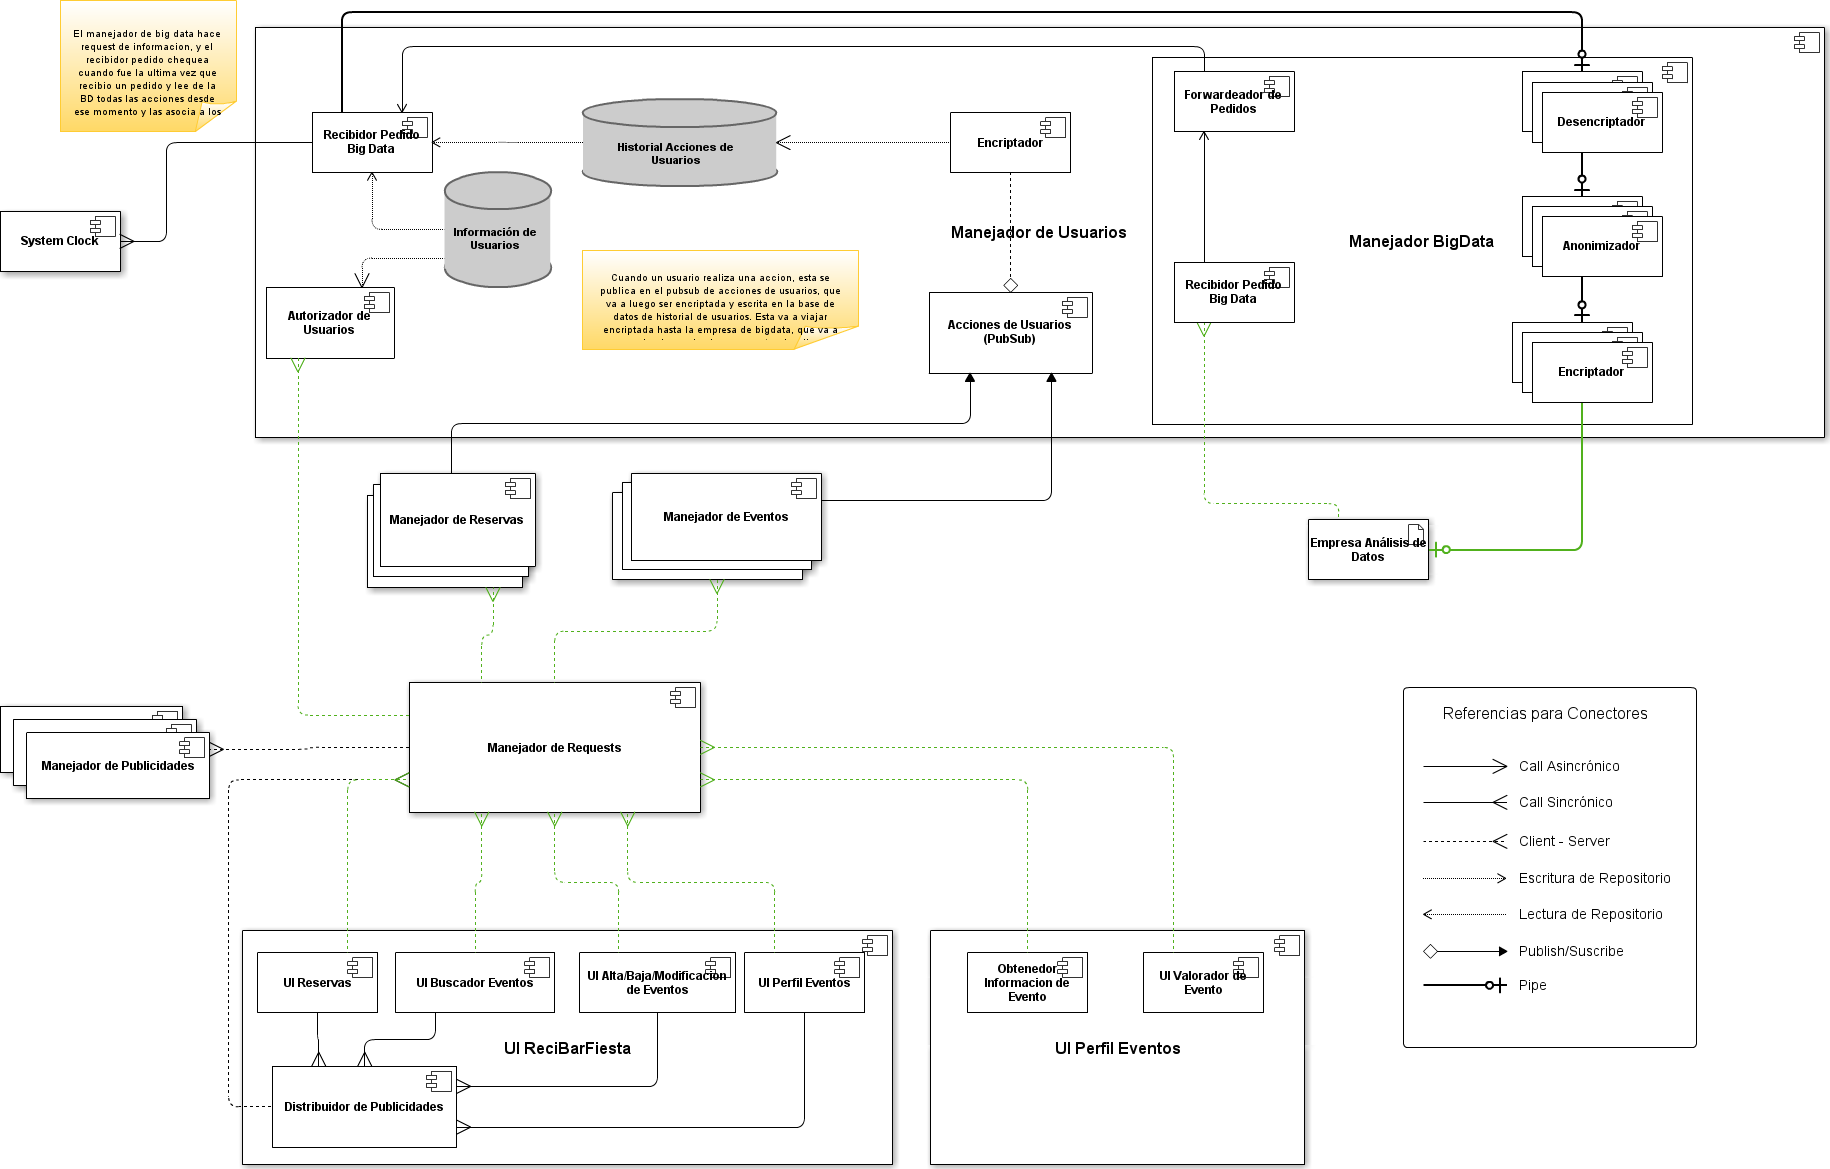 El manejador de big data hace
request de informacion, y el
recibidor pedido chequea
cuando fue la ultima vez que
recibio un pedido y lee de la
BD todas las acciones desde
ese momento y las asocia a los
Recibidor Pedido
Big Data
Historial Acciones de
Usuarios
Encriptador
Forwardeador de
Pedidos
Desencriptador
System Clock
Información de
Usuarios
Manejador de Usuarios
Manejador BigData
Anonimizador
Autorizador de
Usuarios
Cuando un usuario realiza una accion, esta se
publica en el pubsub de acciones de usuarios, que
va a luego ser encriptada y escrita en la base de
datos de historial de usuarios. Esta va a viajar
encriptada hasta la empresa de bigdata, que va a
Acciones de Usuarios
(PubSub)
Recibidor Pedido
Big Data
Encriptador
Manejador de Reservas
Manejador de Eventos
Empresa Análisis de
Datos
Manejador de Publicidades
Manejador de Requests
Referencias para Conectores
Call Asincrónico
Call Sincrónico
Client - Server
Escritura de Repositorio
Lectura de Repositorio
Publish/Suscribe
Pipe
UI Reservas
UI Buscador Eventos
UI Alta/Baja/Modificacion
de Eventos
UI Perfil Eventos
Obtenedor
Informacion de
Evento
UI Valorador de
Evento
UI ReciBarFiesta
UI Perfil Eventos
Distribuidor de Publicidades